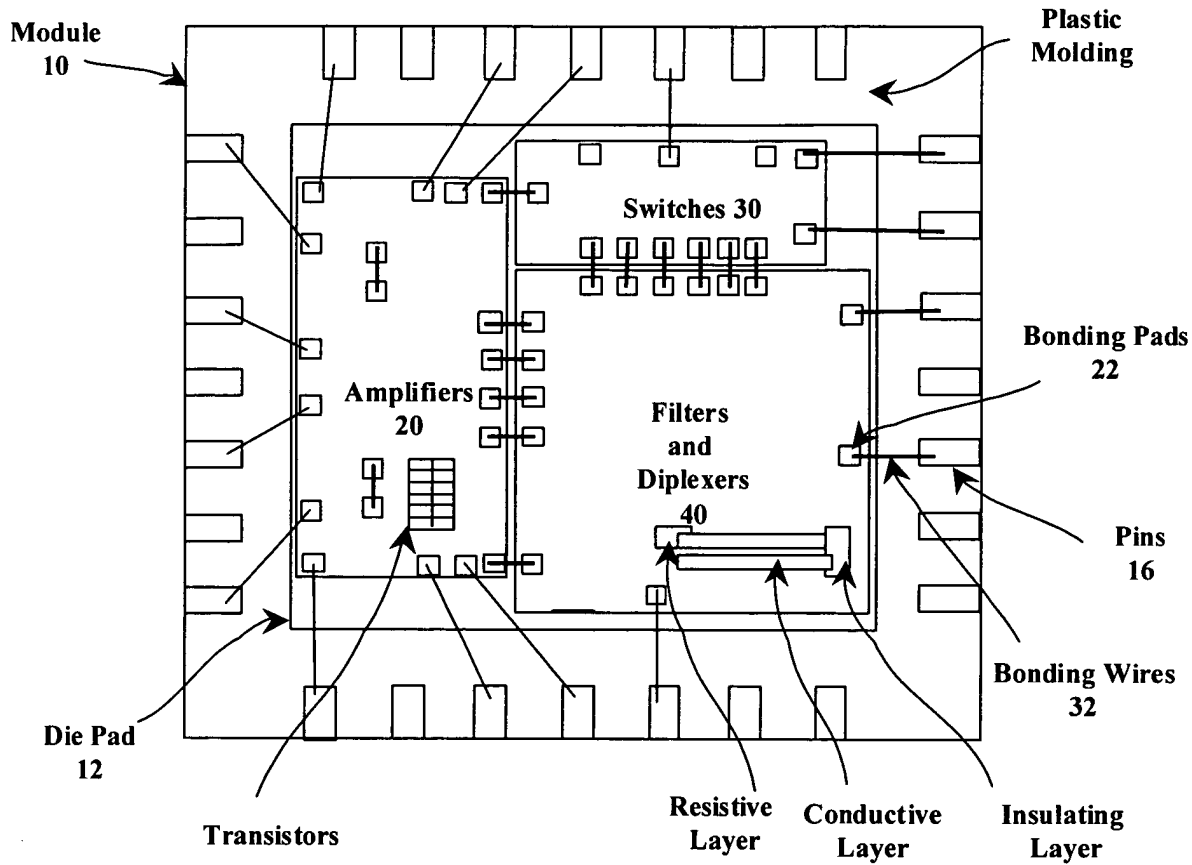 Module
10
Plastic
Molding
Switches 30
Bonding Pads
22
Amplifiers
20
Filters
and
Diplexers
40
Pins
16
Bonding Wires
32
Die Pad
12
Transistors
Resistive
Layer
Conductive
Layer
Insulating
Layer